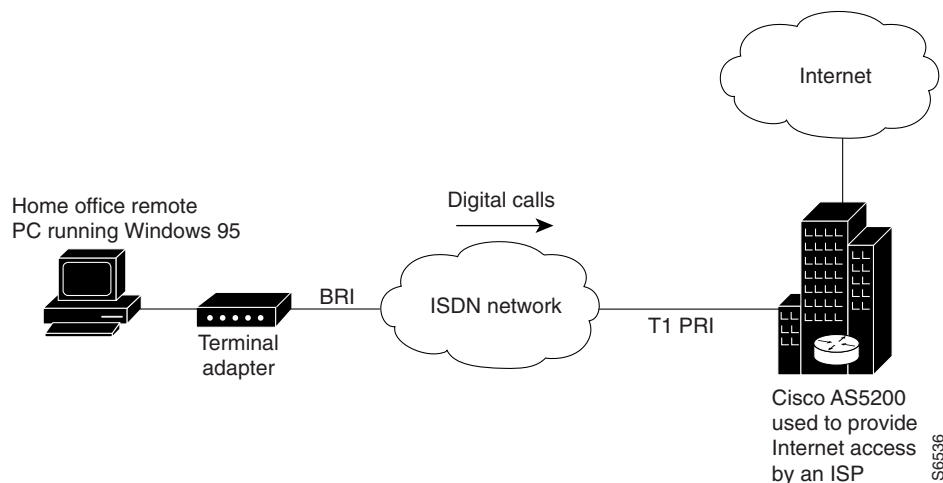 Internet
Digital calls
Home office remote
PC running Windows 95
BRI
ISDN network
T1 PRI
Terminal
adapter
Cisco AS5200
used to provide
Internet access
by an ISP
S6536